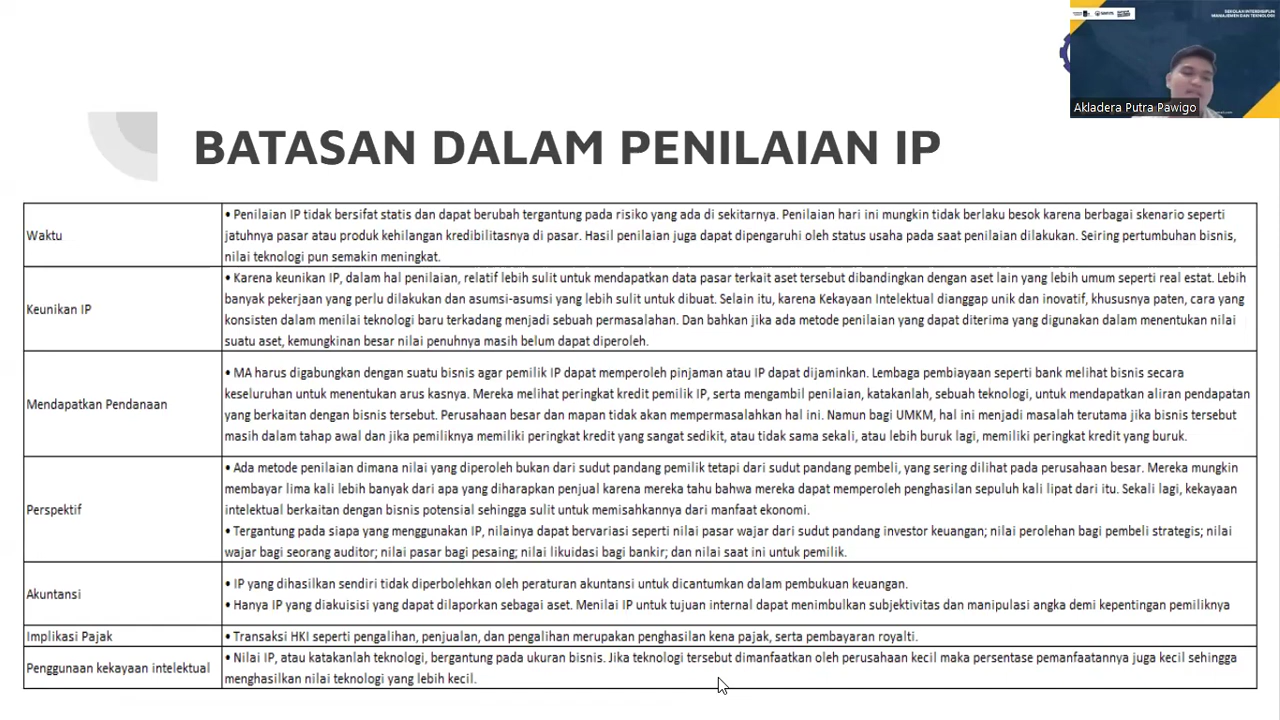 SEKOLAH INTERDISIPLIN
MANAJEMEN DAN TEKNOLOGI
Akladera Putra Pawigo
BATASAN DALAM PENILAIAN IP
Waktu
• Penilaian IP tidak bersifat statis dan dapat berubah tergantung pada risiko yang ada di sekitarnya. Penilaian hari ini mungkin tidak berlaku besok karena berbagai skenario seperti
jatuhnya pasar atau produk kehilangan kredibilitasnya di pasar. Hasil penilaian juga dapat dipengaruhi oleh status usaha pada saat penilaian dilakukan. Seiring pertumbuhan bisnis,
nilai teknologi pun semakin meningkat.
Keunikan IP
• Karena keunikan IP, dalam hal penilaian, relatif lebih sulit untuk mendapatkan data pasar terkait aset tersebut dibandingkan dengan aset lain yang lebih umum seperti real estat. Lebih
banyak pekerjaan yang perlu dilakukan dan asumsi-asumsi yang lebih sulit untuk dibuat. Selain itu, karena Kekayaan Intelektual dianggap unik dan inovatif, khususnya paten, cara yang
konsisten dalam menilai teknologi baru terkadang menjadi sebuah permasalahan. Dan bahkan jika ada metode penilaian yang dapat diterima yang digunakan dalam menentukan nilai
suatu aset, kemungkinan besar nilai penuhnya masih belum dapat diperoleh.
Mendapatkan Pendanaan
• MA harus digabungkan dengan suatu bisnis agar pemilik IP dapat memperoleh pinjaman atau IP dapat dijaminkan. Lembaga pembiayaan seperti bank melihat bisnis secara
keseluruhan untuk menentukan arus kasnya. Mereka melihat peringkat kredit pemilik IP, serta mengambil penilaian, katakanlah, sebuah teknologi, untuk mendapatkan aliran pendapatan
yang berkaitan dengan bisnis tersebut. Perusahaan besar dan mapan tidak akan mempermasalahkan hal ini. Namun bagi UMKM, hal ini menjadi masalah terutama jika bisnis tersebut
masih dalam tahap awal dan jika pemiliknya memiliki peringkat kredit yang sangat sedikit, atau tidak sama sekali, atau lebih buruk lagi, memiliki peringkat kredit yang buruk.
Perspektif
• Ada metode penilaian dimana nilai yang diperoleh bukan dari sudut pandang pemilik tetapi dari sudut pandang pembeli, yang sering dilihat pada perusahaan besar. Mereka mungkin
membayar lima kali lebih banyak dari apa yang diharapkan penjual karena mereka tahu bahwa mereka dapat memperoleh penghasilan sepuluh kali lipat dari itu. Sekali lagi, kekayaan
intelektual berkaitan dengan bisnis potensial sehingga sulit untuk memisahkannya dari manfaat ekonomi.
• Tergantung pada siapa yang menggunakan IP, nilainya dapat bervariasi seperti nilai pasar wajar dari sudut pandang investor keuangan; nilai perolehan bagi pembeli strategis; nilai
wajar bagi seorang auditor; nilai pasar bagi pesaing; nilai likuidasi bagi bankir; dan nilai saat ini untuk pemilik.
Akuntansi
• IP yang dihasilkan sendiri tidak diperbolehkan oleh peraturan akuntansi untuk dicantumkan dalam pembukuan keuangan.
• Hanya IP yang diakuisisi yang dapat dilaporkan sebagai aset. Menilai IP untuk tujuan internal dapat menimbulkan subjektivitas dan manipulasi angka demi kepentingan pemiliknya
Implikasi Pajak
• Transaksi HKI seperti pengalihan, penjualan, dan pengalihan merupakan penghasilan kena pajak, serta pembayaran royalti.
Penggunaan kekayaan intelektual
• Nilai IP, atau katakanlah teknologi, bergantung pada ukuran bisnis. Jika teknologi tersebut dimanfaatkan oleh perusahaan kecil maka persentase pemanfaatannya juga kecil sehingga
menghasilkan nilai teknologi yang lebih kecil.